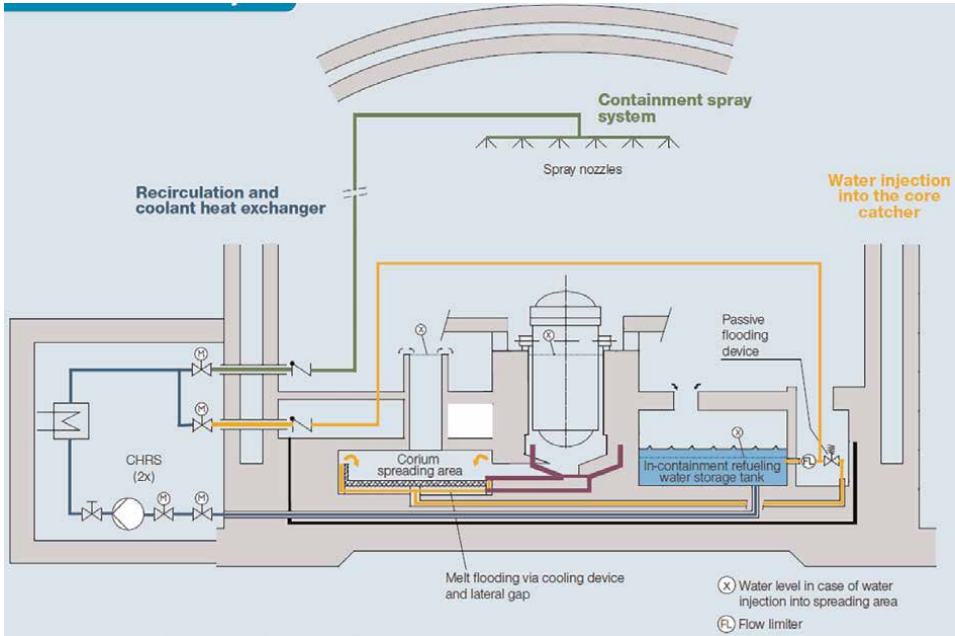 Containment spray
system
Spray nozzles
Recirculation and
coolant heat exchanger
Water injection
into the core
catcher
Passive
flooding
device
X
X
M
M
CHRS
(2x)
M
M
Corium
spreading area
X
In-containment refueling
water storage tank
FL
Melt flooding via cooling device
and lateral gap
X Water level in case of water
injection into spreading area
FL Flow limiter